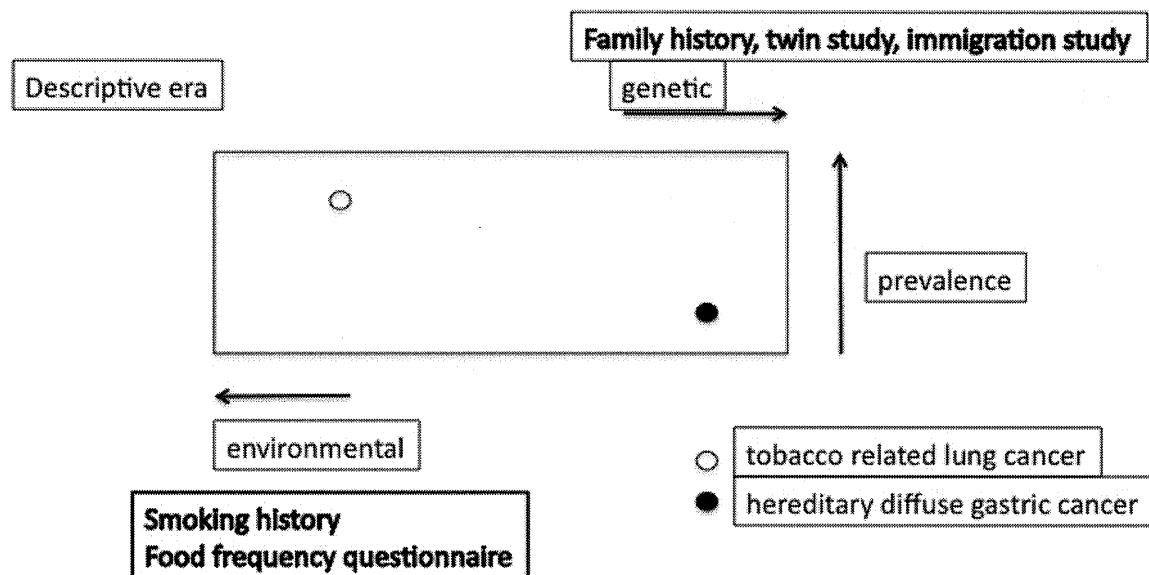 Family history, twin study, immigration study
Descriptive era
genetic
prevalence
environmental
tobacco related lung cancer
hereditary diffuse gastric cancer
Smoking history
Food frequency questionnaire